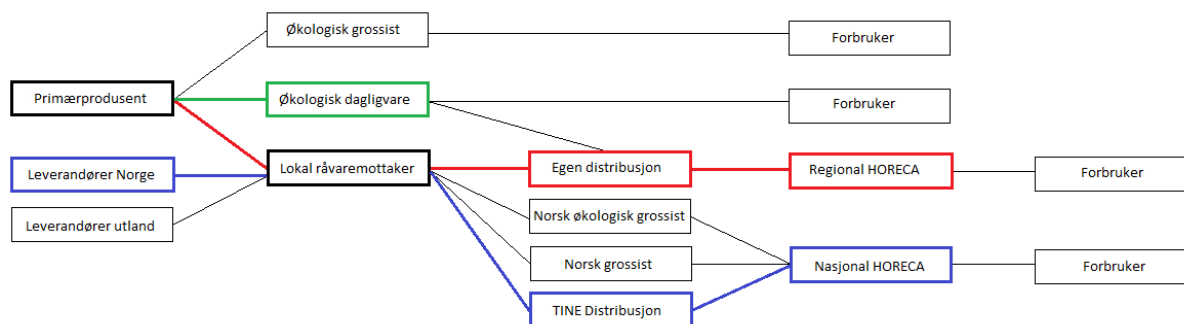 Økologisk grossist
Forbruker
Primærprodusent
Økologisk dagligvare
Forbruker
Leverandører Norge
Lokal råvaremottaker
Egen distribusjon
Regional HORECA
Forbruker
Leverandører utland
Norsk økologisk grossist
Norsk grossist
Nasjonal HORECA
Forbruker
TINE Distribusjon